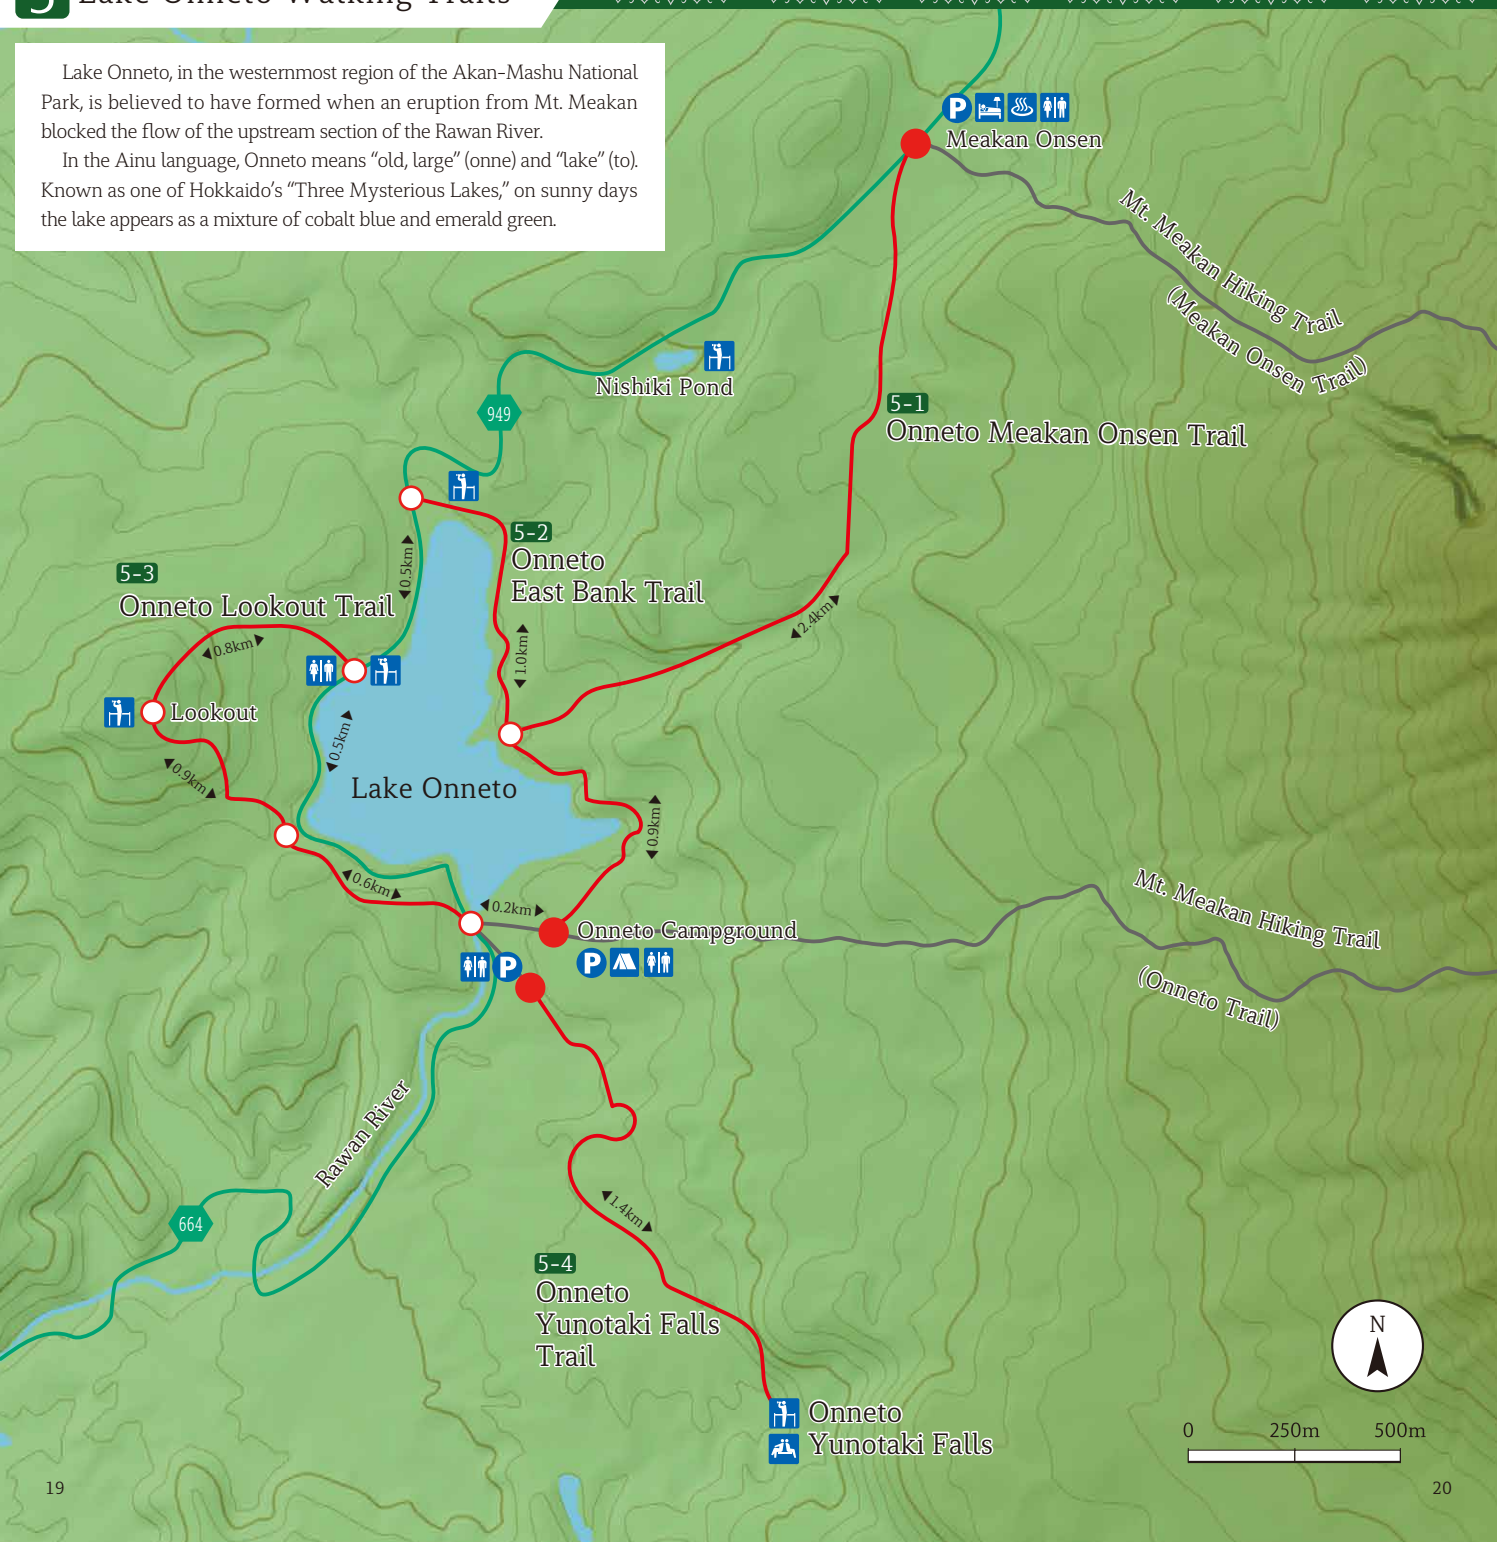 5 Lake Onneto Walking Trails
Lake Onneto, in the westernmost region of the Akan-Mashu National
Park, is believed to have formed when an eruption from Mt. Meakan
blocked the flow of the upstream section of the Rawan River.
In the Ainu language, Onneto means “old, large” (onne) and “lake” (to).
Known as one of Hokkaido’s “Three Mysterious Lakes,” on sunny days
the lake appears as a mixture of cobalt blue and emerald green.
P
Meakan Onsen
Mt. Meakan Hiking Trail
(Meakan Onsen Trail)
Nishiki Pond
949
5-1
Onneto Meakan Onsen Trail
5-2
Onneto
East Bank Trail
0.5km
5-3
Onneto Lookout Trail
0.8km
1.0km
2.4km
Lookout
0.5km
0.9km
Lake Onneto
0.9km
0.6km
0.2km
Onneto Campground
P
P
Mt. Meakan Hiking Trail
(Onneto Trail)
Rawan River
664
1.4km
5-4
Onneto
Yunotaki Falls
Trail
Onneto
Yunotaki Falls
N
0 250m 500m
19
20